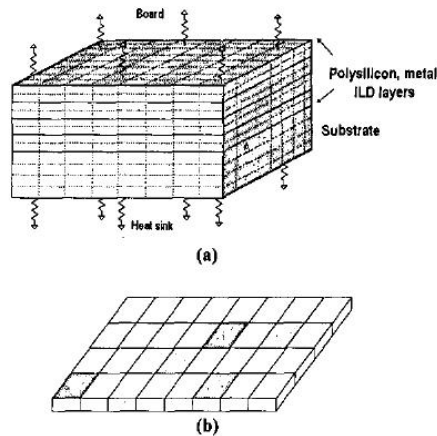 Board
Polysilicon, metal
ILD layers
Substrate
Heat sink
(a)
(b)